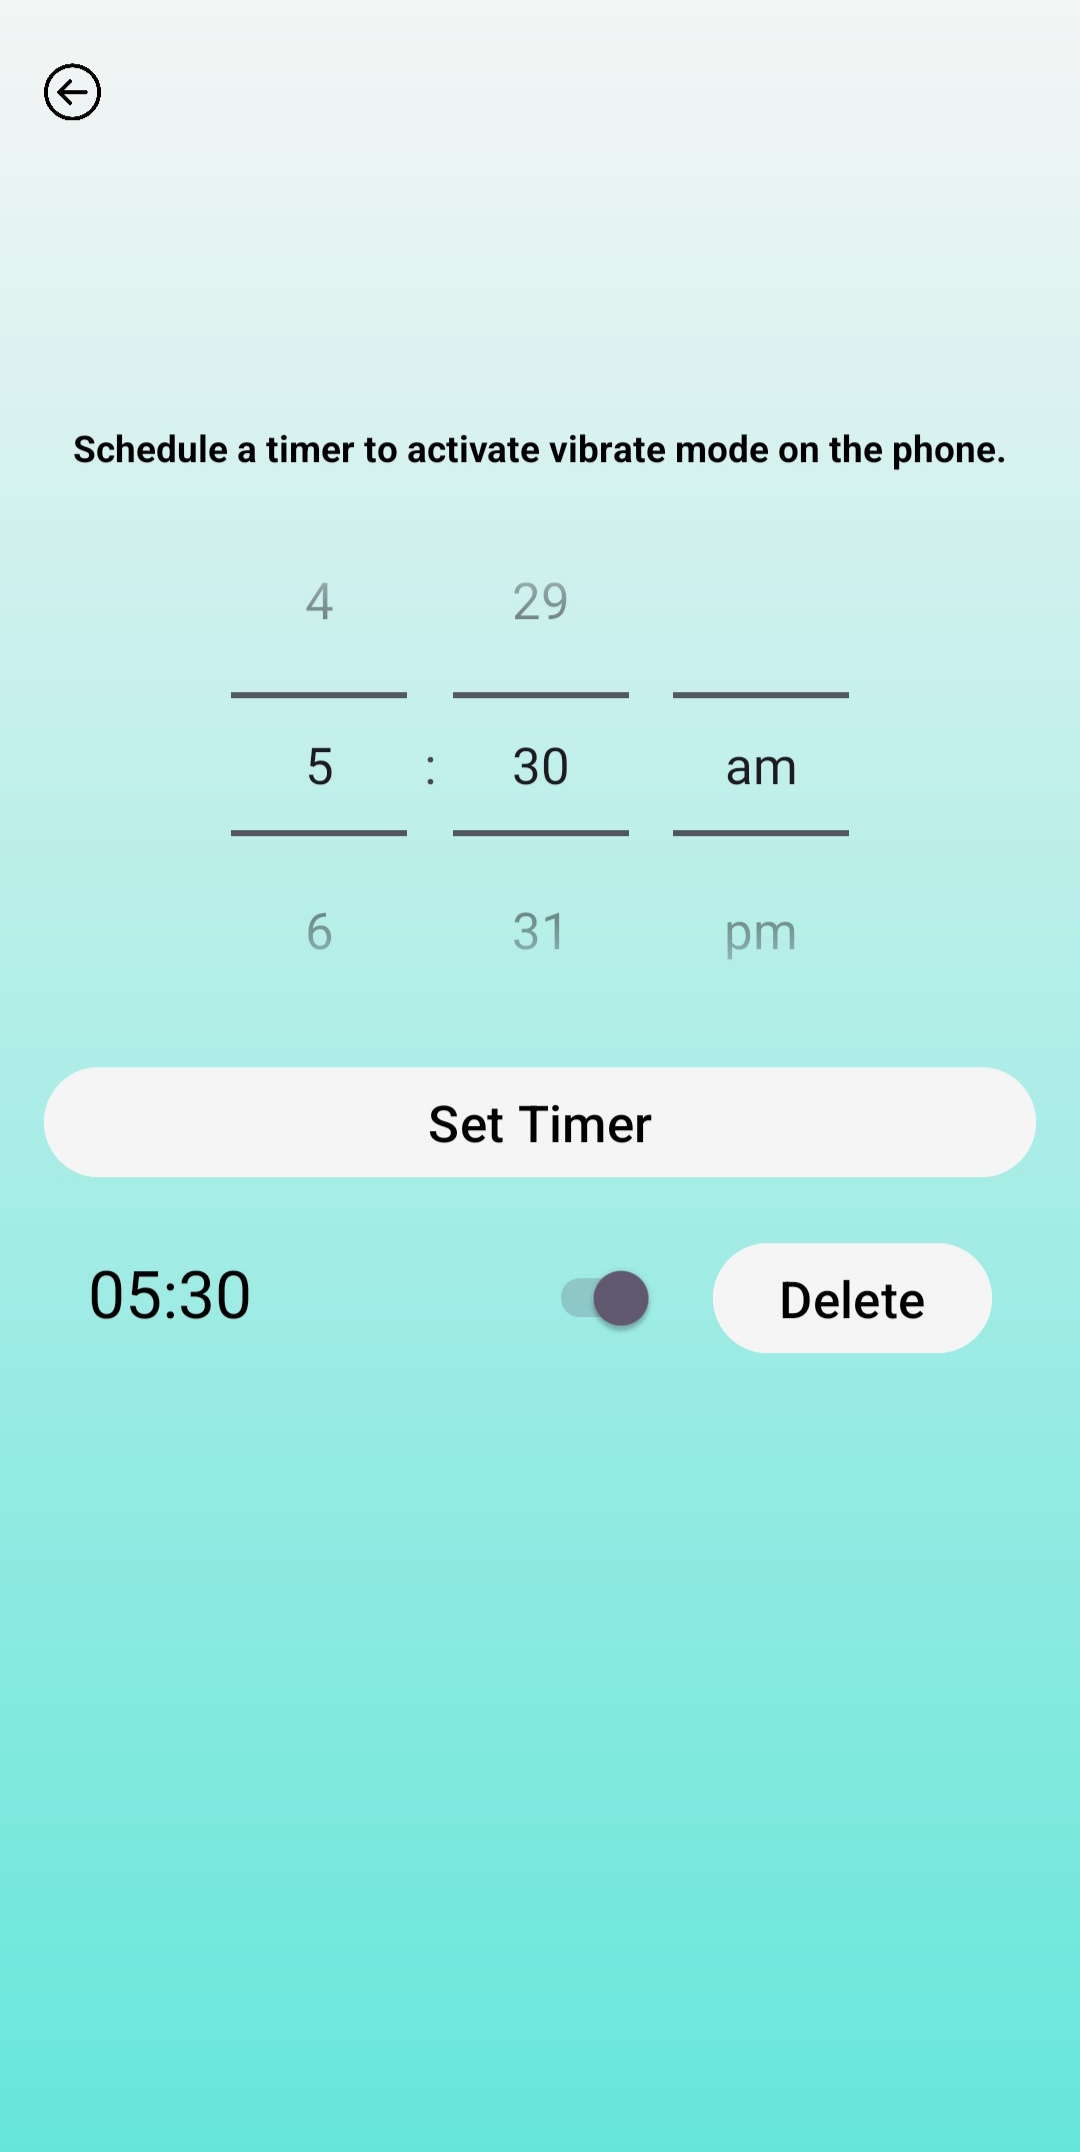 Schedule a timer to activate vibrate mode on the phone.
4 29
5 : 30 am
6 31 pm
Set Timer
05:30 Delete